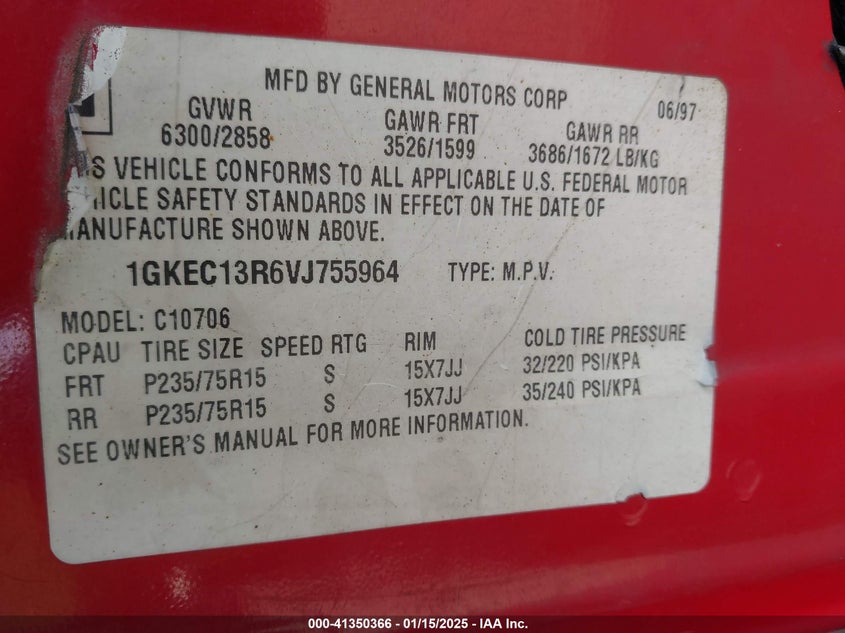 MFD BY GENERAL MOTORS CORP 06/97
GVWR GAWR FRT GAWR RR
6300/2858 3526/1599 3686/1672 LB/KG
IS VEHICLE CONFORMS TO ALL APPLICABLE U.S. FEDERAL MOTOR
HICLE SAFETY STANDARDS IN EFFECT ON THE DATE OF
MANUFACTURE SHOWN ABOVE.
1GKEC13R6VJ755964 TYPE: M.P.V.
MODEL: C10706
CPAU TIRE SIZE SPEED RTG RIM COLD TIRE PRESSURE
FRT P235/75R15 S 15X7JJ 32/220 PSI/KPA
RR P235/75R15 S 15X7JJ 35/240 PSI/KPA
SEE OWNER'S MANUAL FOR MORE INFORMATION.
000-41350366 - 01/15/2025 - IAA Inc.